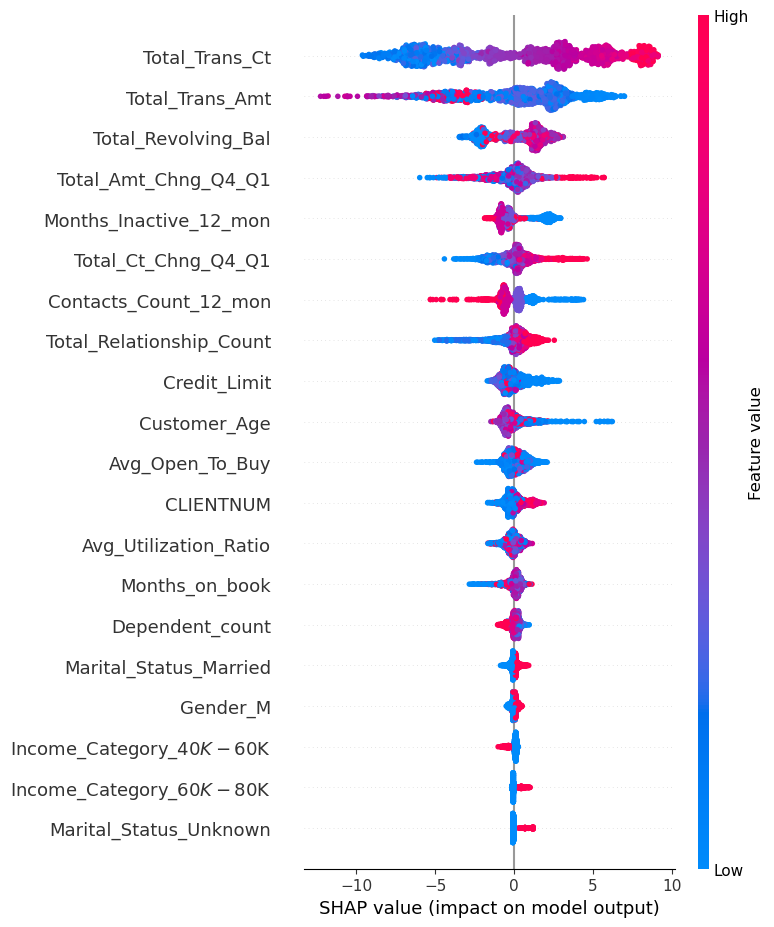 High
Total_Trans_Ct
Total_Trans_Amt
Total_Revolving_Bal
Total_Amt_Chng_Q4_Q1
Months_Inactive_12_mon
Total_Ct_Chng_Q4_Q1
Contacts_Count_12_mon
Total_Relationship_Count
Credit_Limit
Customer_Age
Avg_Open_To_Buy
CLIENTNUM
Avg_Utilization_Ratio
Months_on_book
Dependent_count
Marital_Status_Married
Gender_M
Income_Category_40K − 60K
Income_Category_60K − 80K
Marital_Status_Unknown
Feature value
Low
−10 −5 0 5 10
SHAP value (impact on model output)